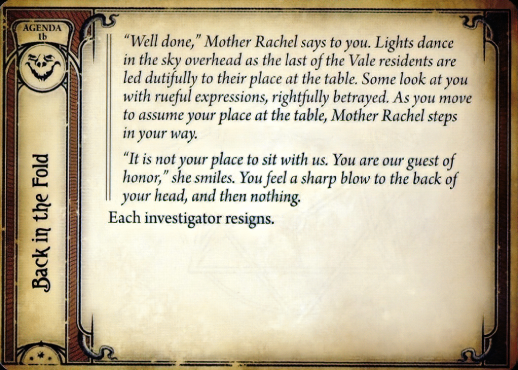 AGENDA
1b
Back in the Fold
"Well done," Mother Rachel says to you. Lights dance
in the sky overhead as the last of the Vale residents are
led dutifully to their place at the table. Some look at you
with rueful expressions, rightfully betrayed. As you move
to assume your place at the table, Mother Rachel steps
in your way.
"It is not your place to sit with us. You are our guest of
honor," she smiles. You feel a sharp blow to the back of
your head, and then nothing.
Each investigator resigns.